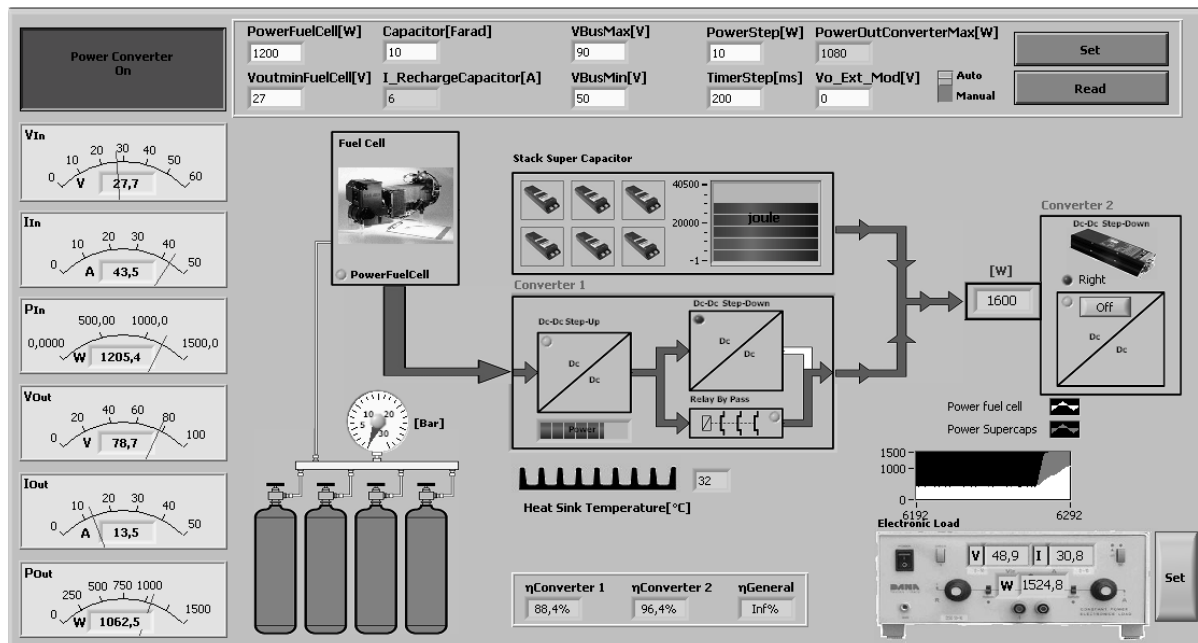 Power Converter
On
PowerFuelCell[W]
1200
Capacitor[Farad]
10
VBusMax[V]
90
PowerStep[W]
10
PowerOutConverterMax[W]
1080
Set
VoutminFuelCell[V]
27
I_RechargeCapacitor[A]
6
VBusMin[V]
50
TimerStep[ms]
200
Vo_Ext_Mod[V]
0
Auto
Manual
Read
VIn
0 10 20 30 40 50 60
V 27,7
IIn
0 10 20 30 40 50
A 43,5
PIn
0,0000 500,00 1000,0 1500,0
W 1205,4
VOut
0 20 40 60 80 100
V 78,7
IOut
0 10 20 30 40 50
A 13,5
POut
0 250 500 750 1000 1500
W 1062,5
Fuel Cell
PowerFuelCell
Stack Super Capacitor
40500
20000
-1
joule
Converter 1
Dc-Dc Step-Up
Dc
Dc
Power
Dc-Dc Step-Down
Dc
Dc
Relay By Pass
[W]
1600
Converter 2
Dc-Dc Step-Down
Right
Off
Dc
Dc
5 10 20 30
[Bar]
Heat Sink Temperature[°C]
32
Power fuel cell
Power Supercaps
1500
1000
0
6192 6292
ηConverter 1 ηConverter 2 ηGeneral
88,4% 96,4% Inf%
Electronic Load
V 48,9 I 30,8
W 1524,8
DANA
CONSTANT POWER
ELECTRONIC LOAD
Set